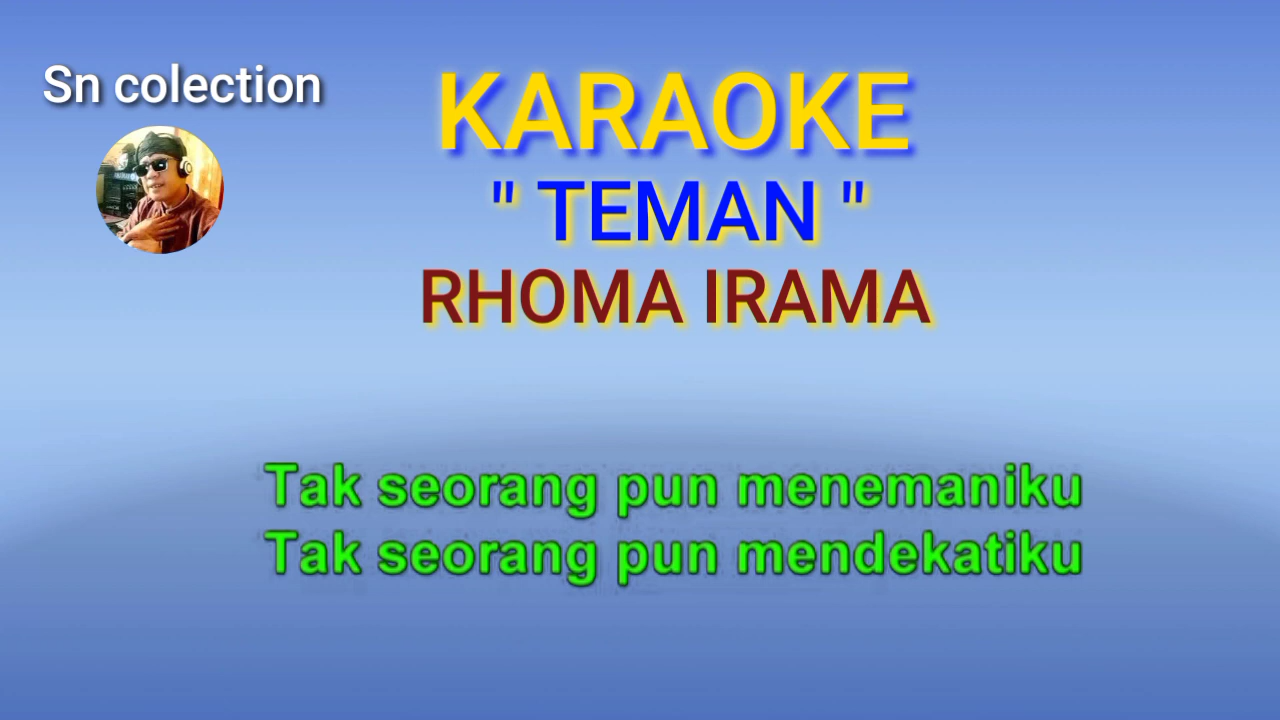 Sn colection
KARAOKE
" TEMAN "
RHOMA IRAMA
Tak seorang pun menemaniku
Tak seorang pun mendekatiku